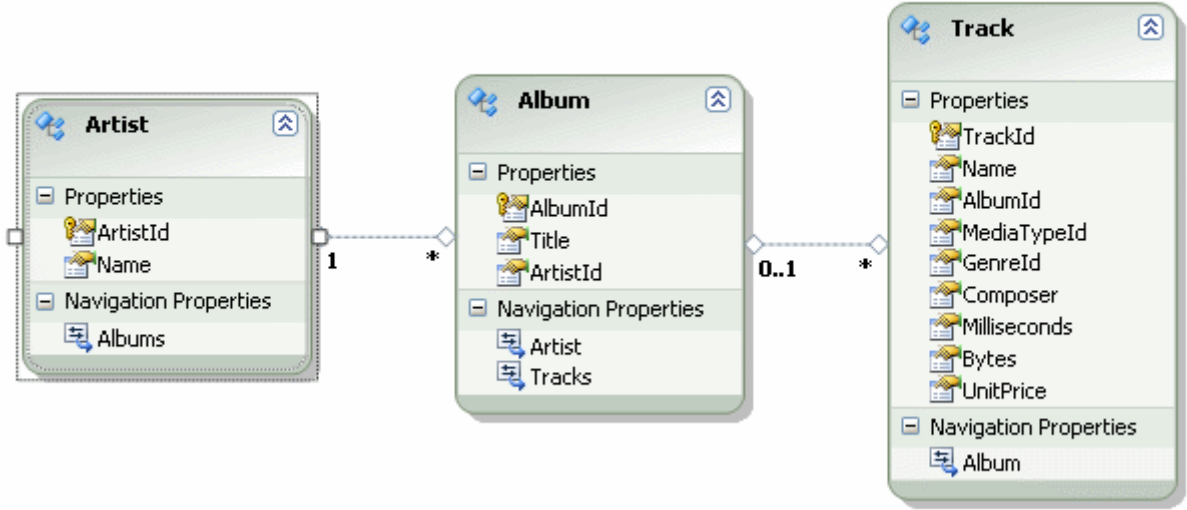 Artist
Properties
ArtistId
Name
Navigation Properties
Albums
1
*
Album
Properties
AlbumId
Title
ArtistId
Navigation Properties
Artist
Tracks
0..1
*
Track
Properties
TrackId
Name
AlbumId
MediaTypeId
GenreId
Composer
Milliseconds
Bytes
UnitPrice
Navigation Properties
Album